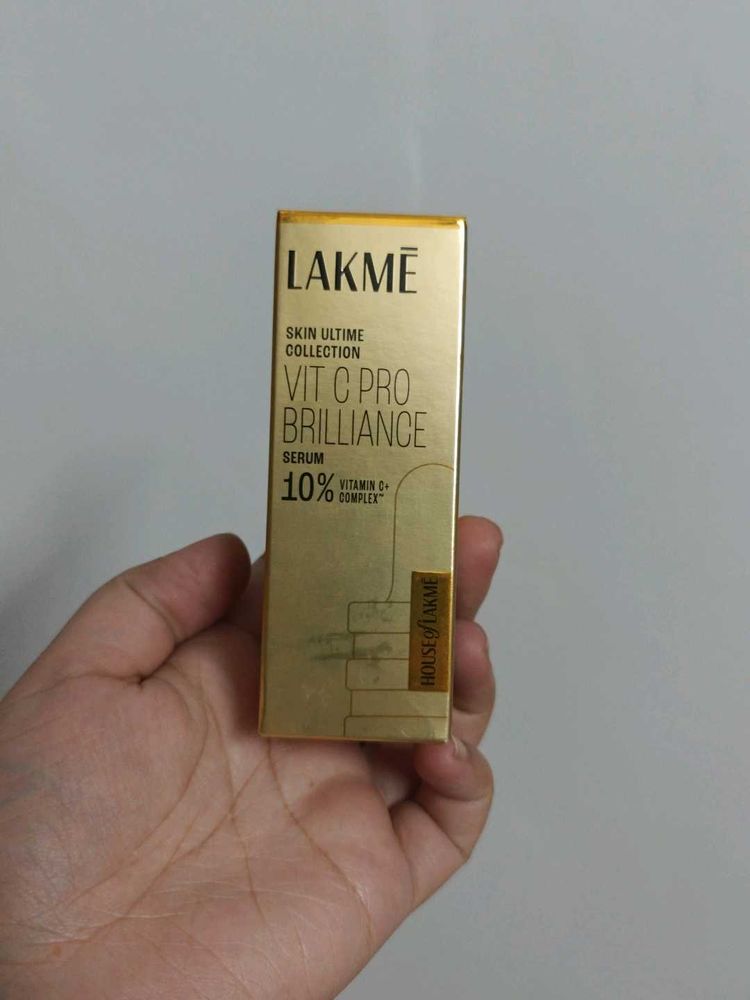 LAKMĒ
SKIN ULTIME
COLLECTION
VIT C PRO
BRILLIANCE
SERUM
10% VITAMIN C+
COMPLEX™
HOUSE of LAKMĒ